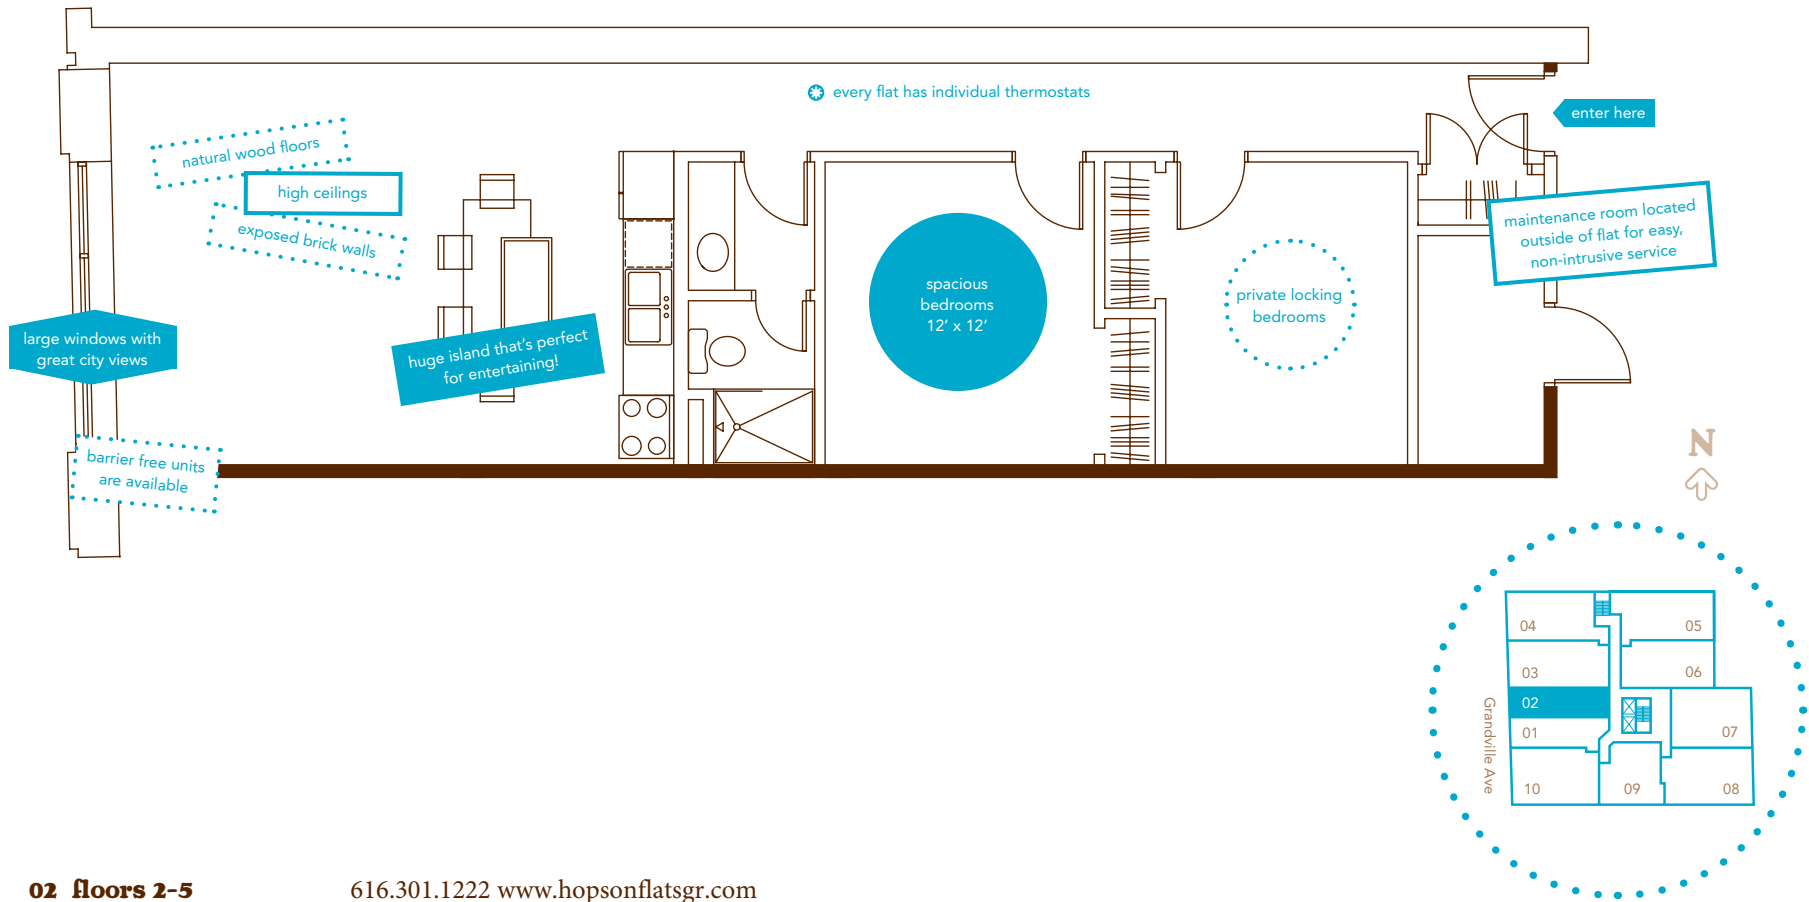 every flat has individual thermostats
enter here
natural wood floors
high ceilings
exposed brick walls
maintenance room located
outside of flat for easy,
non-intrusive service
spacious
bedrooms
12' x 12'
private locking
bedrooms
large windows with
great city views
huge island that's perfect
for entertaining!
barrier free units
are available
N
04
05
03
06
02
01
07
10
09
08
Grandville Ave
02 floors 2-5
616.301.1222 www.hopsonflatsgr.com